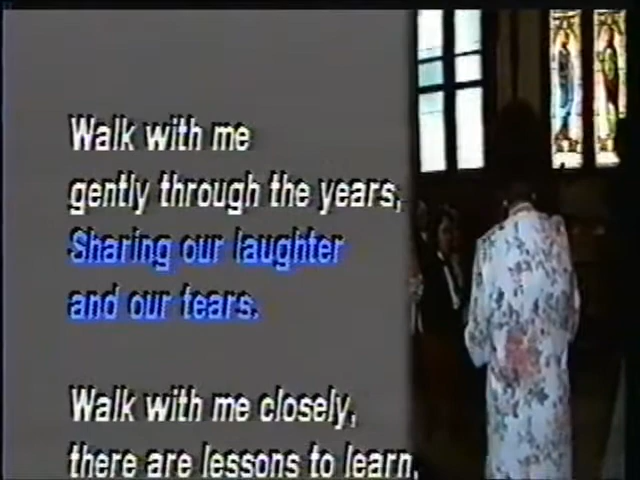 Walk with me
gently through the years,
Sharing our laughter
and our tears.
Walk with me closely,
there are lessons to learn,